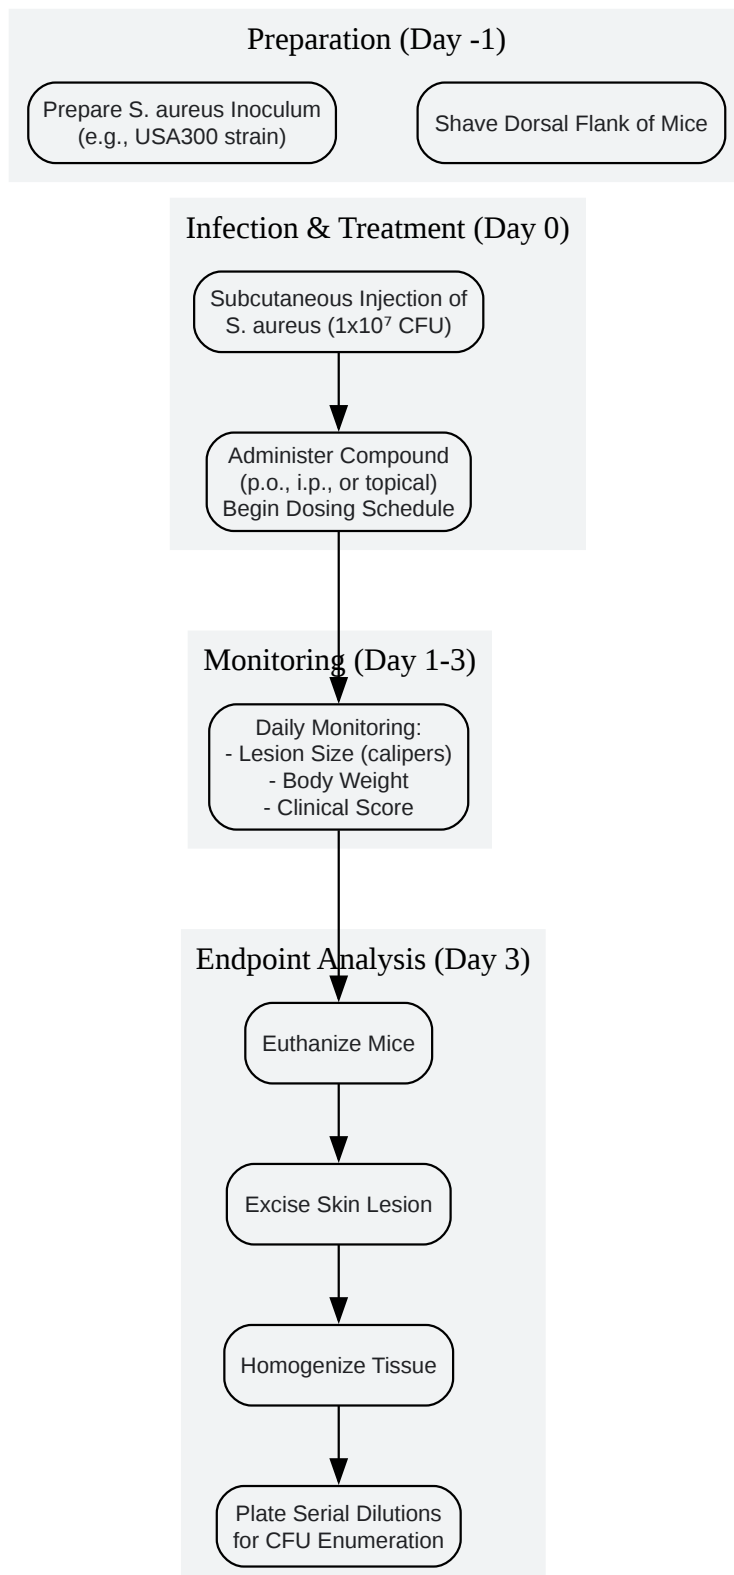 Preparation (Day -1)
Prepare S. aureus Inoculum
(e.g., USA300 strain)
Shave Dorsal Flank of Mice
Infection & Treatment (Day 0)
Subcutaneous Injection of
S. aureus (1x10⁷ CFU)
Administer Compound
(p.o., i.p., or topical)
Begin Dosing Schedule
Monitoring (Day 1-3)
Daily Monitoring:
- Lesion Size (calipers)
- Body Weight
- Clinical Score
Endpoint Analysis (Day 3)
Euthanize Mice
Excise Skin Lesion
Homogenize Tissue
Plate Serial Dilutions
for CFU Enumeration